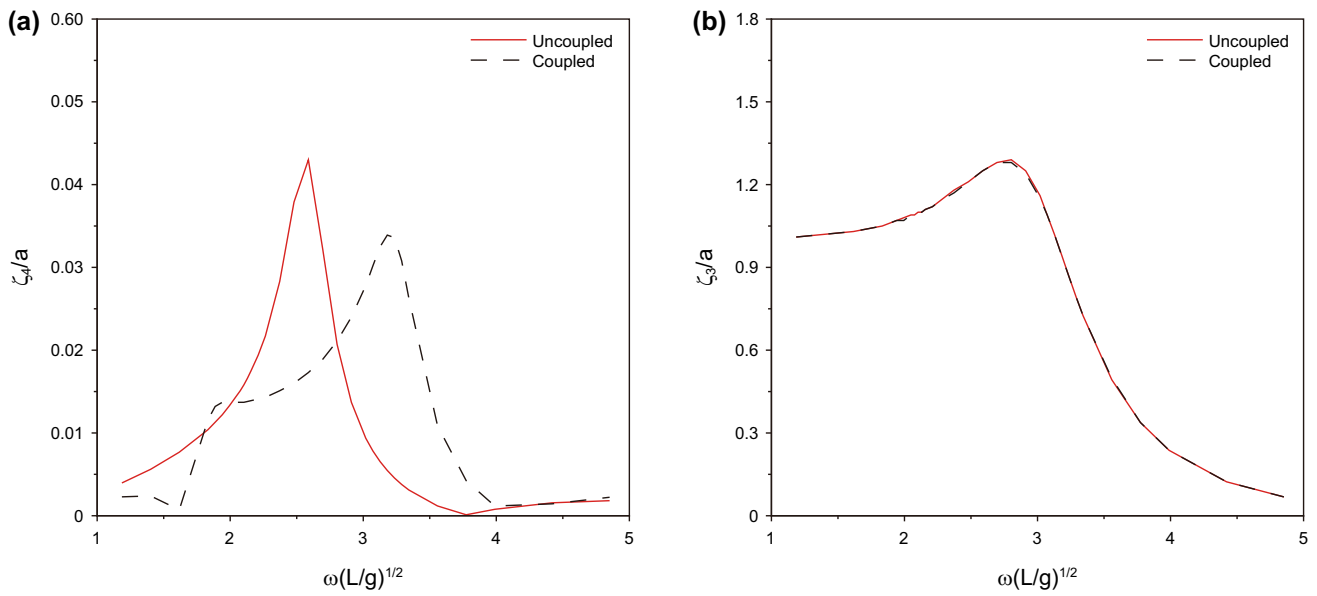 (a)
0.60
0.05
0.04
0.03
0.02
0.01
0
1
2
3
4
5
ζ4/a
ω(L/g)1/2
Uncoupled
Coupled
(b)
1.8
1.5
1.2
0.9
0.6
0.3
0
1
2
3
4
5
ζ3/a
ω(L/g)1/2
Uncoupled
Coupled